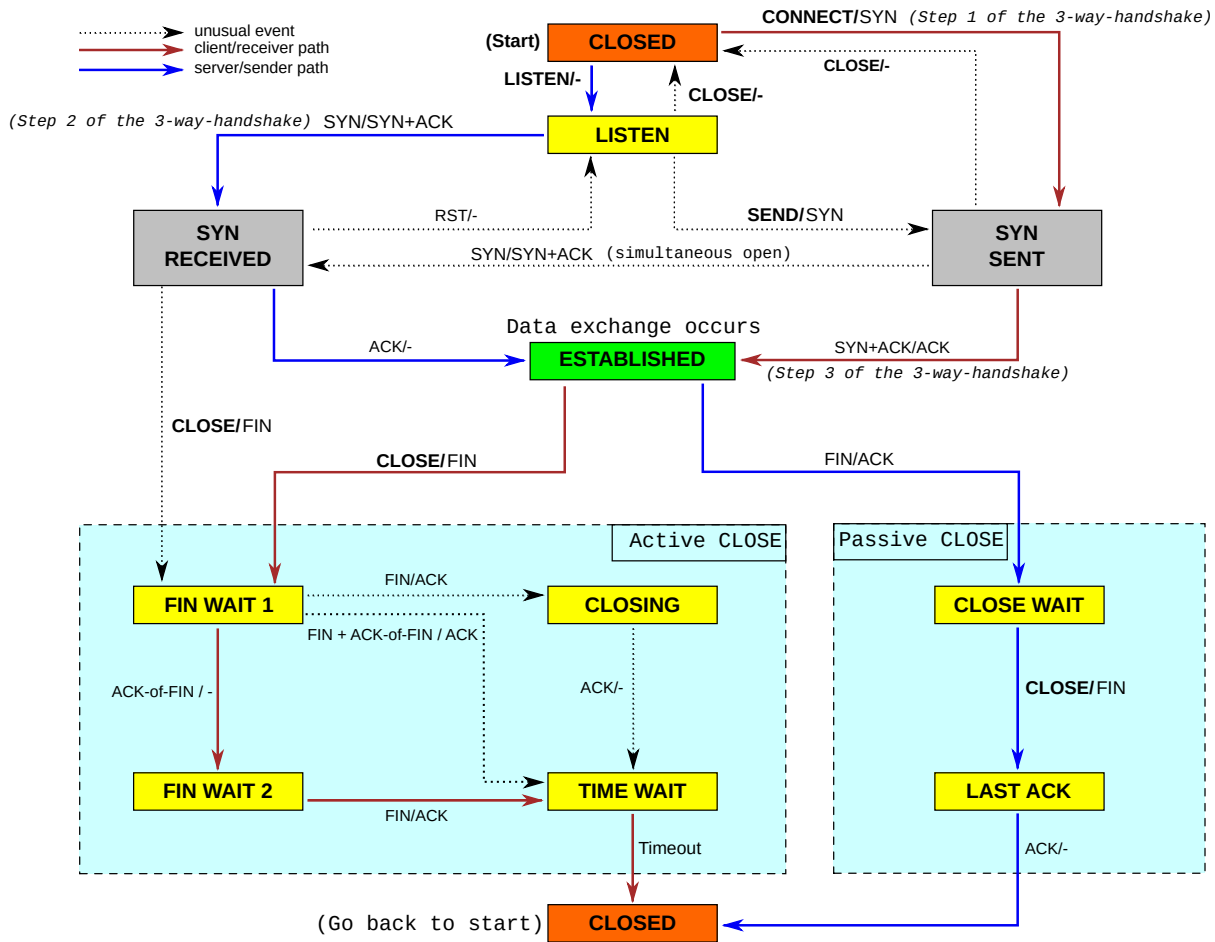 unusual event
client/receiver path
server/sender path
CONNECT/SYN (Step 1 of the 3-way-handshake)
(Start) CLOSED
CLOSE/-
LISTEN/-
CLOSE/-
(Step 2 of the 3-way-handshake) SYN/SYN+ACK
LISTEN
RST/-
SEND/SYN
SYN
RECEIVED
SYN
SENT
SYN/SYN+ACK (simultaneous open)
Data exchange occurs
ACK/-
ESTABLISHED
SYN+ACK/ACK
(Step 3 of the 3-way-handshake)
CLOSE/FIN
CLOSE/FIN
FIN/ACK
Active CLOSE
Passive CLOSE
FIN WAIT 1
FIN/ACK
CLOSING
CLOSE WAIT
FIN + ACK-of-FIN / ACK
ACK-of-FIN / -
ACK/-
CLOSE/FIN
FIN WAIT 2
FIN/ACK
TIME WAIT
LAST ACK
Timeout
ACK/-
(Go back to start) CLOSED